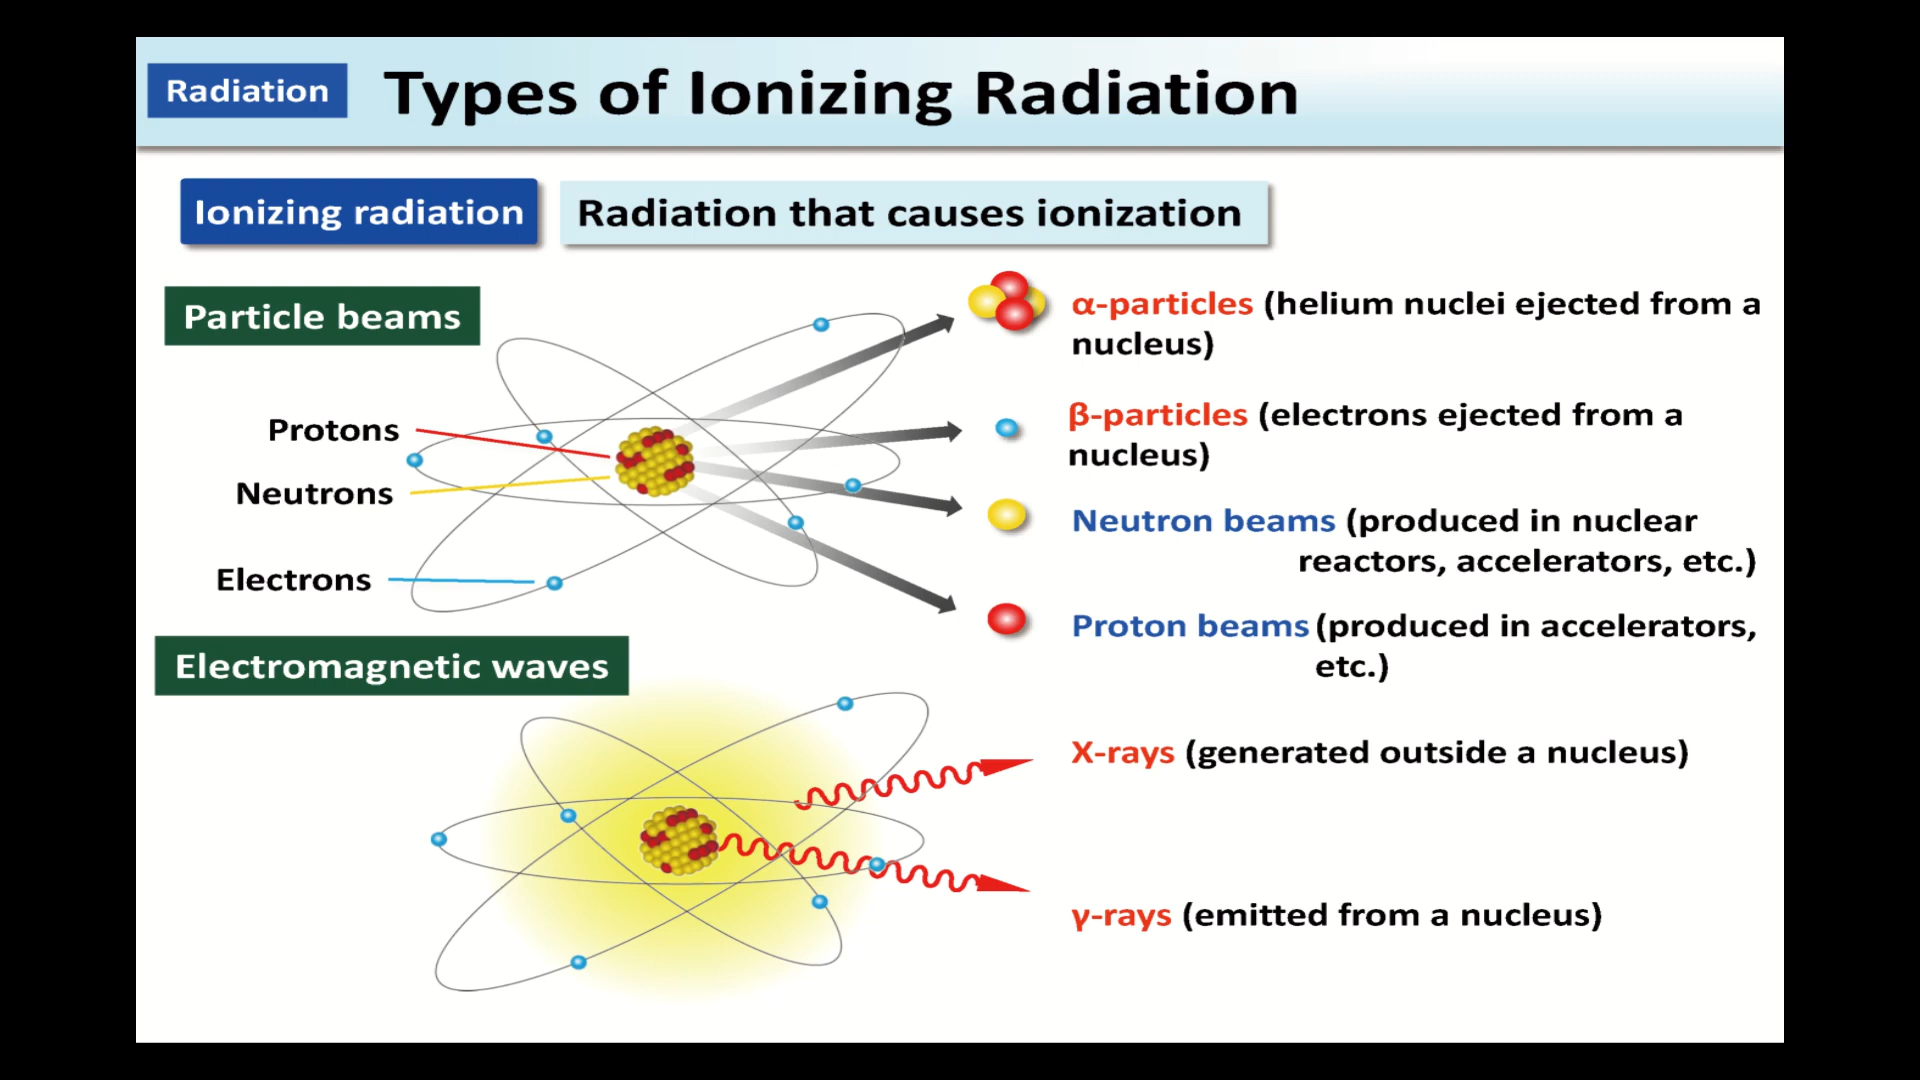 Radiation
Types of Ionizing Radiation
Ionizing radiation
Radiation that causes ionization
Particle beams
Protons
Neutrons
Electrons
α-particles (helium nuclei ejected from a
nucleus)
β-particles (electrons ejected from a
nucleus)
Neutron beams (produced in nuclear
reactors, accelerators, etc.)
Proton beams (produced in accelerators,
etc.)
Electromagnetic waves
X-rays (generated outside a nucleus)
γ-rays (emitted from a nucleus)